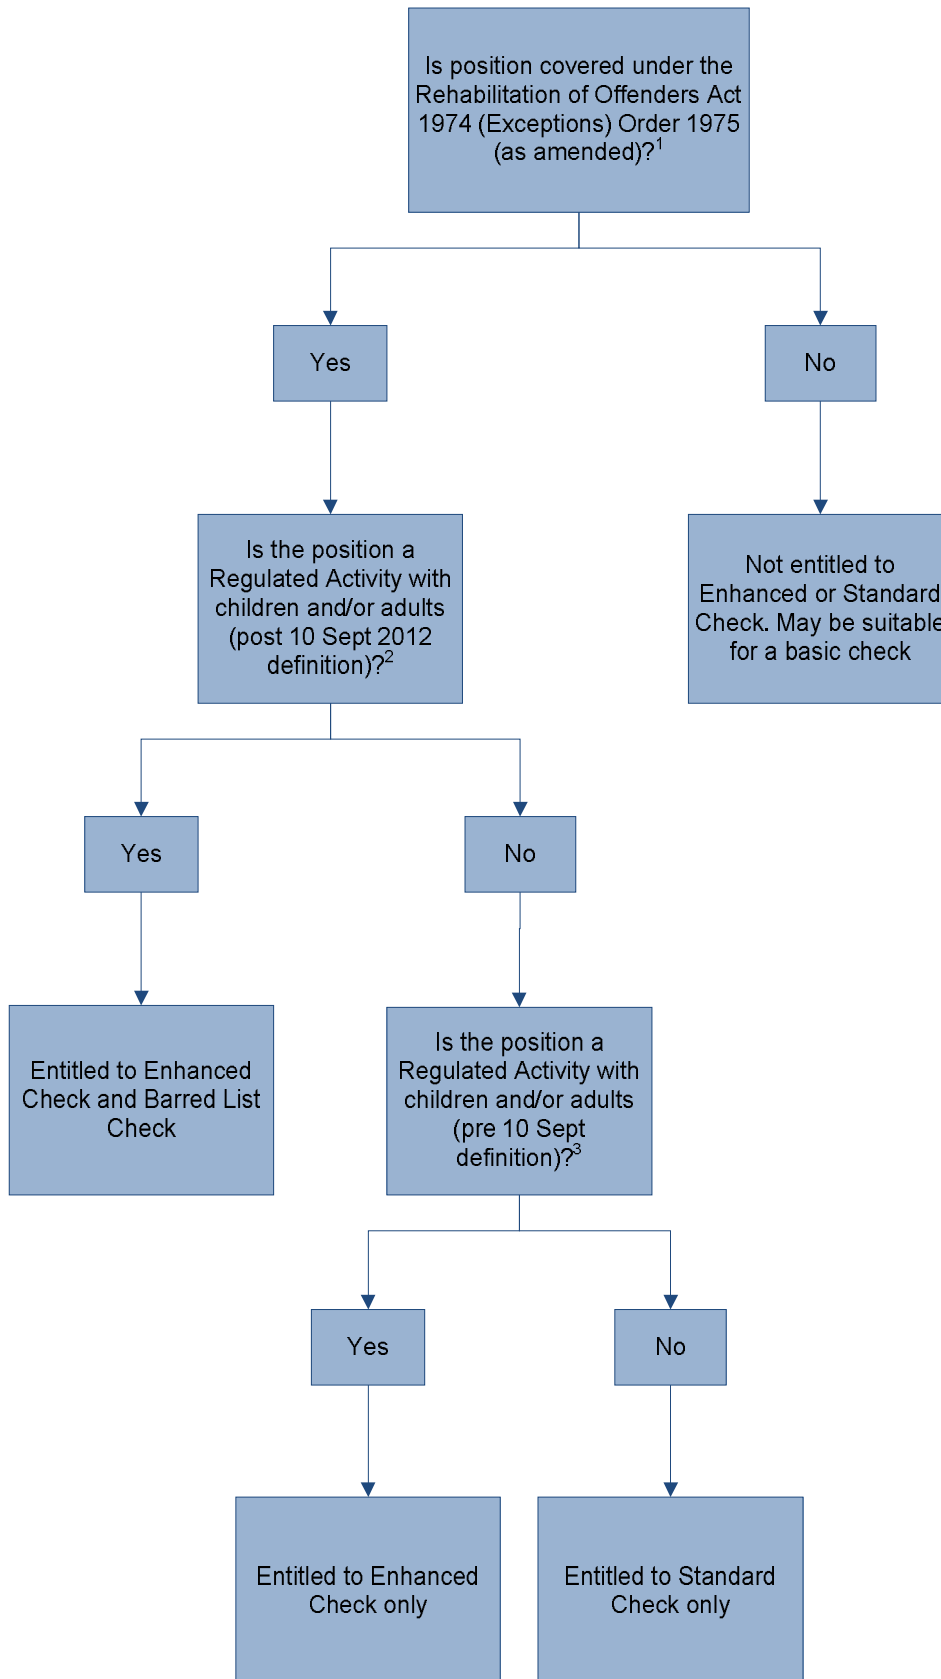 Is position covered under the
Rehabilitation of Offenders Act
1974 (Exceptions) Order 1975
(as amended)?¹
Yes
No
Is the position a
Regulated Activity with
children and/or adults
(post 10 Sept 2012
definition)?²
Not entitled to
Enhanced or Standard
Check. May be suitable
for a basic check
Yes
No
Entitled to Enhanced
Check and Barred List
Check
Is the position a
Regulated Activity with
children and/or adults
(pre 10 Sept
definition)?³
Yes
No
Entitled to Enhanced
Check only
Entitled to Standard
Check only